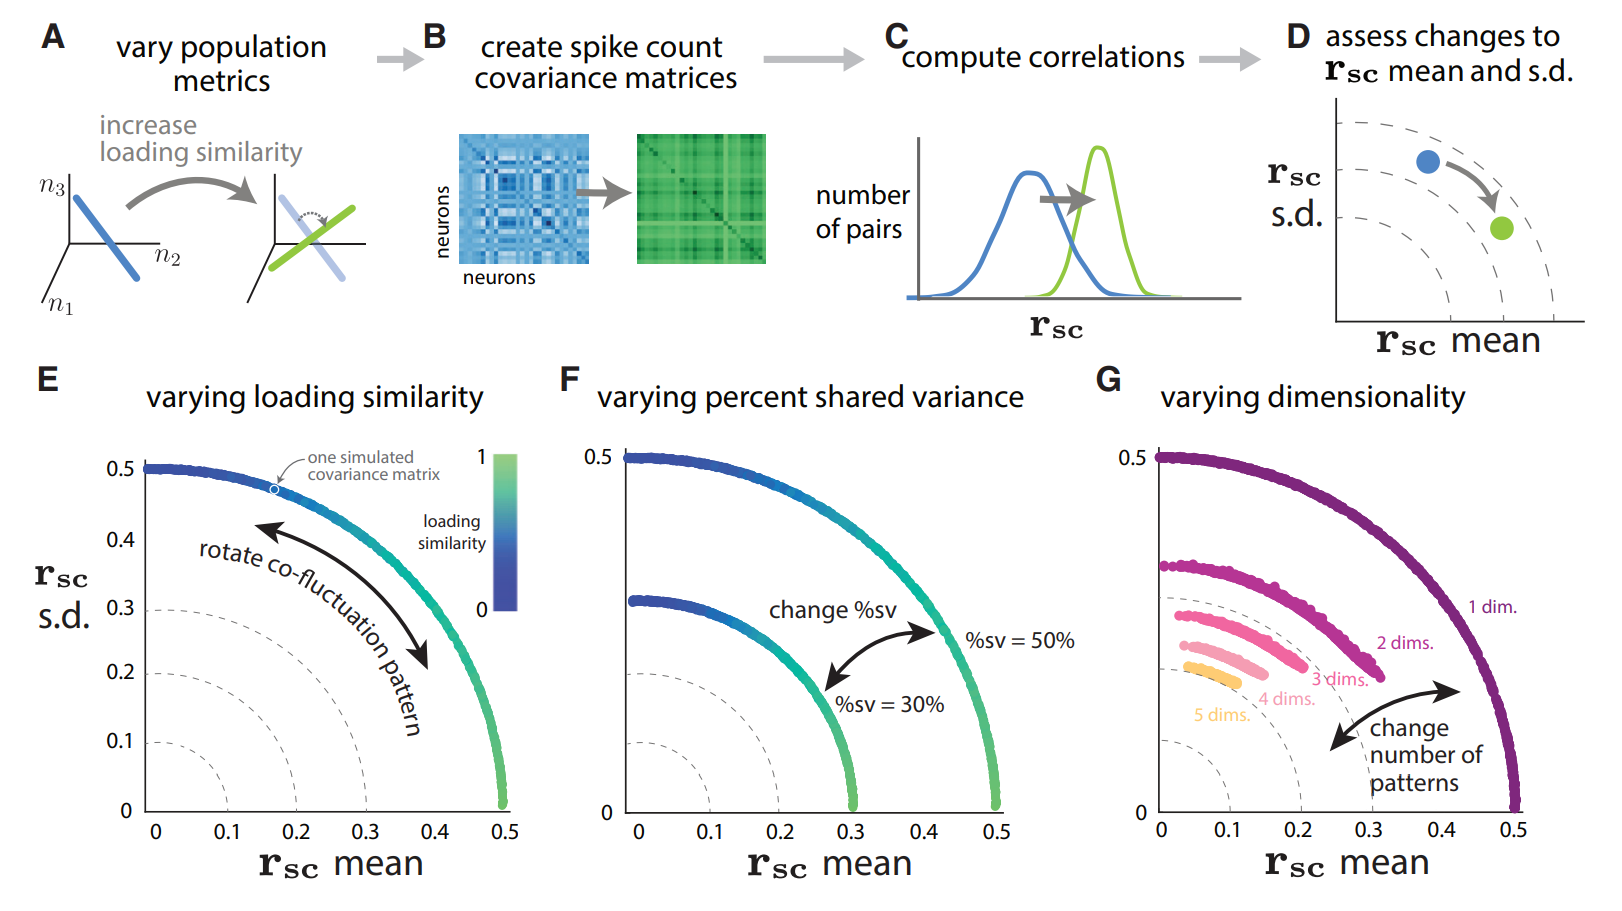 A
vary population
metrics
increase
loading similarity
n3
n2
n1
B
create spike count
covariance matrices
neurons
neurons
C
compute correlations
number
of pairs
rsc
D
assess changes to
rsc mean and s.d.
rsc
s.d.
rsc mean
E
varying loading similarity
0.5
0.4
0.3
0.2
0.1
0
rsc
s.d.
one simulated
covariance matrix
1
loading
similarity
0
rotate co-fluctuation pattern
0
0.1
0.2
0.3
0.4
0.5
rsc mean
F
varying percent shared variance
0.5
0
change %sv
%sv = 50%
%sv = 30%
0
0.1
0.2
0.3
0.4
0.5
rsc mean
G
varying dimensionality
0.5
0
1 dim.
2 dims.
3 dims.
4 dims.
5 dims.
change
number of
patterns
0
0.1
0.2
0.3
0.4
0.5
rsc mean